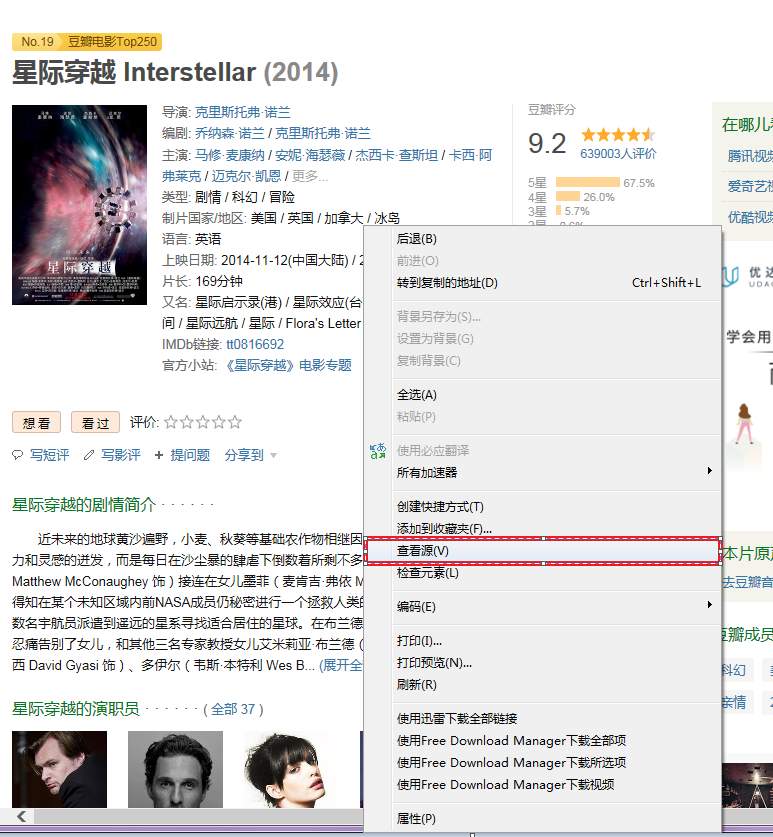 No.19 豆瓣电影Top250
星际穿越 Interstellar (2014)
导演: 克里斯托弗·诺兰
编剧: 乔纳森·诺兰 / 克里斯托弗·诺兰
主演: 马修·麦康纳 / 安妮·海瑟薇 / 杰西卡·查斯坦 / 卡西·阿
弗莱克 / 迈克尔·凯恩 / 更多...
类型: 剧情 / 科幻 / 冒险
制片国家/地区: 美国 / 英国 / 加拿大 / 冰岛
语言: 英语
上映日期: 2014-11-12(中国大陆) / 2
片长: 169分钟
又名: 星际启示录(港) / 星际效应(台
间 / 星际远航 / 星际 / Flora's Letter
IMDb链接: tt0816692
官方小站: 《星际穿越》电影专题
星际穿越
豆瓣评分
9.2
639003人评价
5星 67.5%
4星 26.0%
3星 5.7%
在哪儿
腾讯视频
爱奇艺视
优酷视频
优达
UDAC
学会用
想看 看过 评价:
写短评 写影评 + 提问题 分享到
星际穿越的剧情简介 · · · · · ·
近未来的地球黄沙遍野，小麦、秋葵等基础农作物相继因
力和灵感的迸发，而是每日在沙尘暴的肆虐下倒数着所剩不多
Matthew McConaughey 饰）接连在女儿墨菲（麦肯吉·弗依 M
得知在某个未知区域内前NASA成员仍秘密进行一个拯救人类的
数名宇航员派遣到遥远的星系寻找适合居住的星球。在布兰德
忍痛告别了女儿，和其他三名专家教授女儿艾米莉亚·布兰德（
西 David Gyasi 饰）、多伊尔（韦斯·本特利 Wes B... (展开全
星际穿越的演职员 · · · · · · ( 全部 37 )
后退(B)
前进(O)
转到复制的地址(D) Ctrl+Shift+L
背景另存为(S)...
设置为背景(G)
复制背景(C)
全选(A)
粘贴(P)
使用必应翻译
所有加速器
创建快捷方式(T)
添加到收藏夹(F)...
查看源(V)
检查元素(L)
编码(E)
打印(I)...
打印预览(N)...
刷新(R)
使用迅雷下载全部链接
使用Free Download Manager下载全部项
使用Free Download Manager下载所选项
使用Free Download Manager下载视频
属性(P)
本片原声
去豆瓣音
豆瓣成员
科幻
亲情